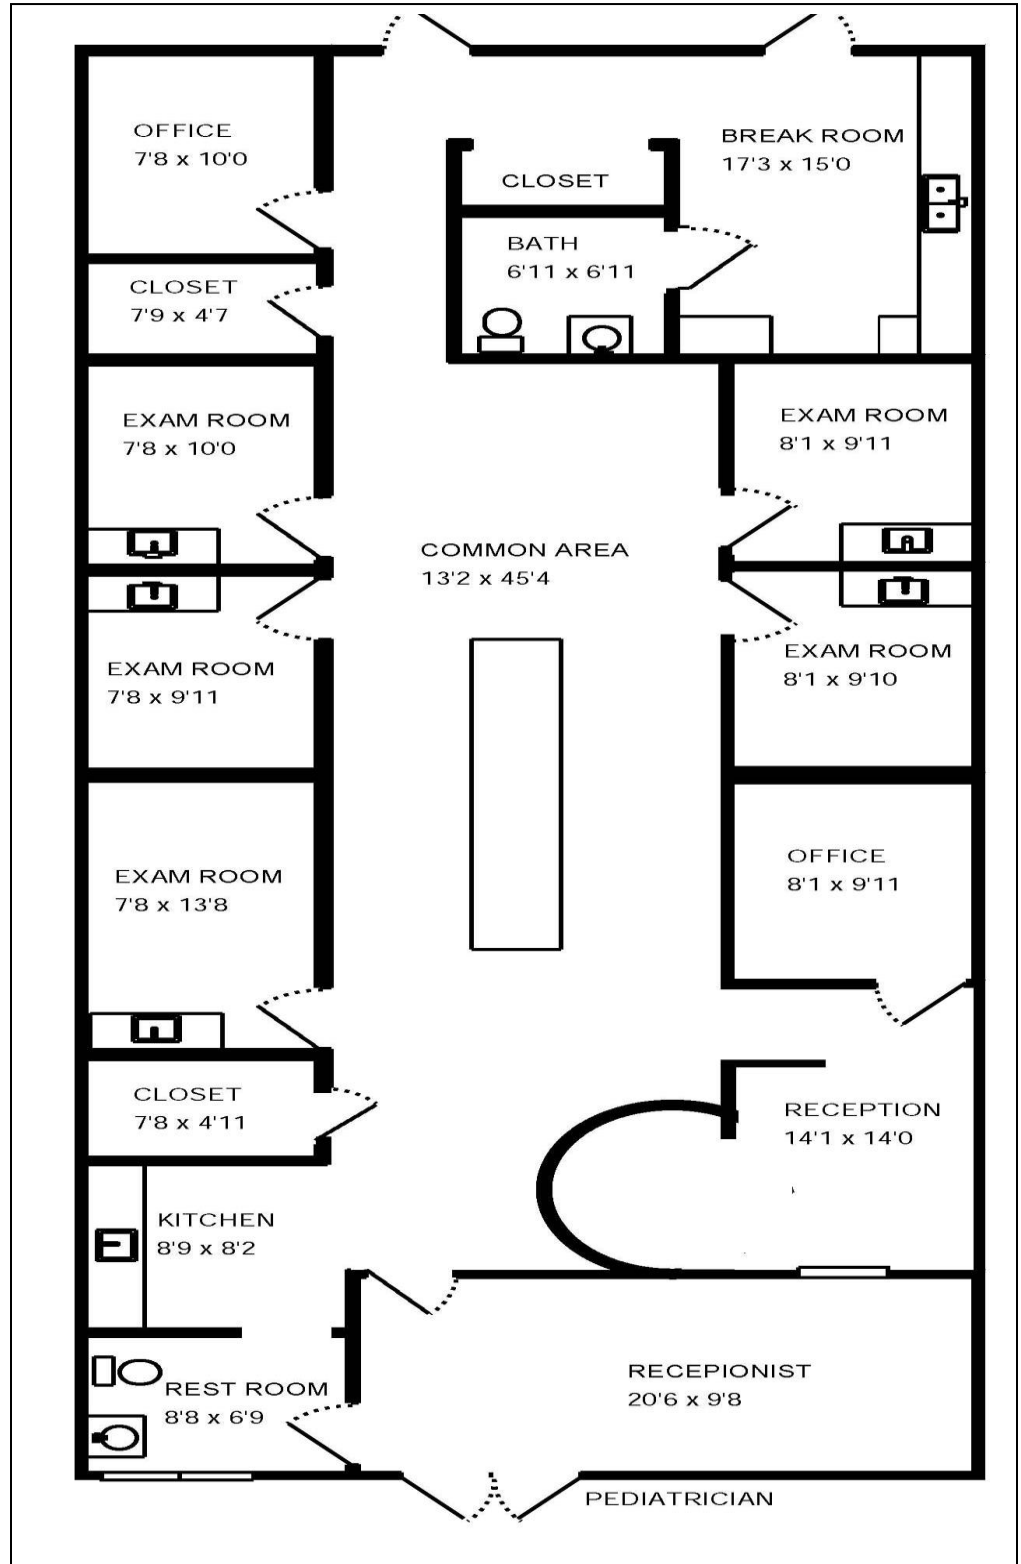 OFFICE
7'8 x 10'0
BREAK ROOM
17'3 x 15'0
CLOSET
BATH
6'11 x 6'11
CLOSET
7'9 x 4'7
EXAM ROOM
7'8 x 10'0
EXAM ROOM
8'1 x 9'11
COMMON AREA
13'2 x 45'4
EXAM ROOM
7'8 x 9'11
EXAM ROOM
8'1 x 9'10
OFFICE
8'1 x 9'11
EXAM ROOM
7'8 x 13'8
CLOSET
7'8 x 4'11
RECEPTION
14'1 x 14'0
KITCHEN
8'9 x 8'2
RECEPIONIST
20'6 x 9'8
REST ROOM
8'8 x 6'9
PEDIATRICIAN